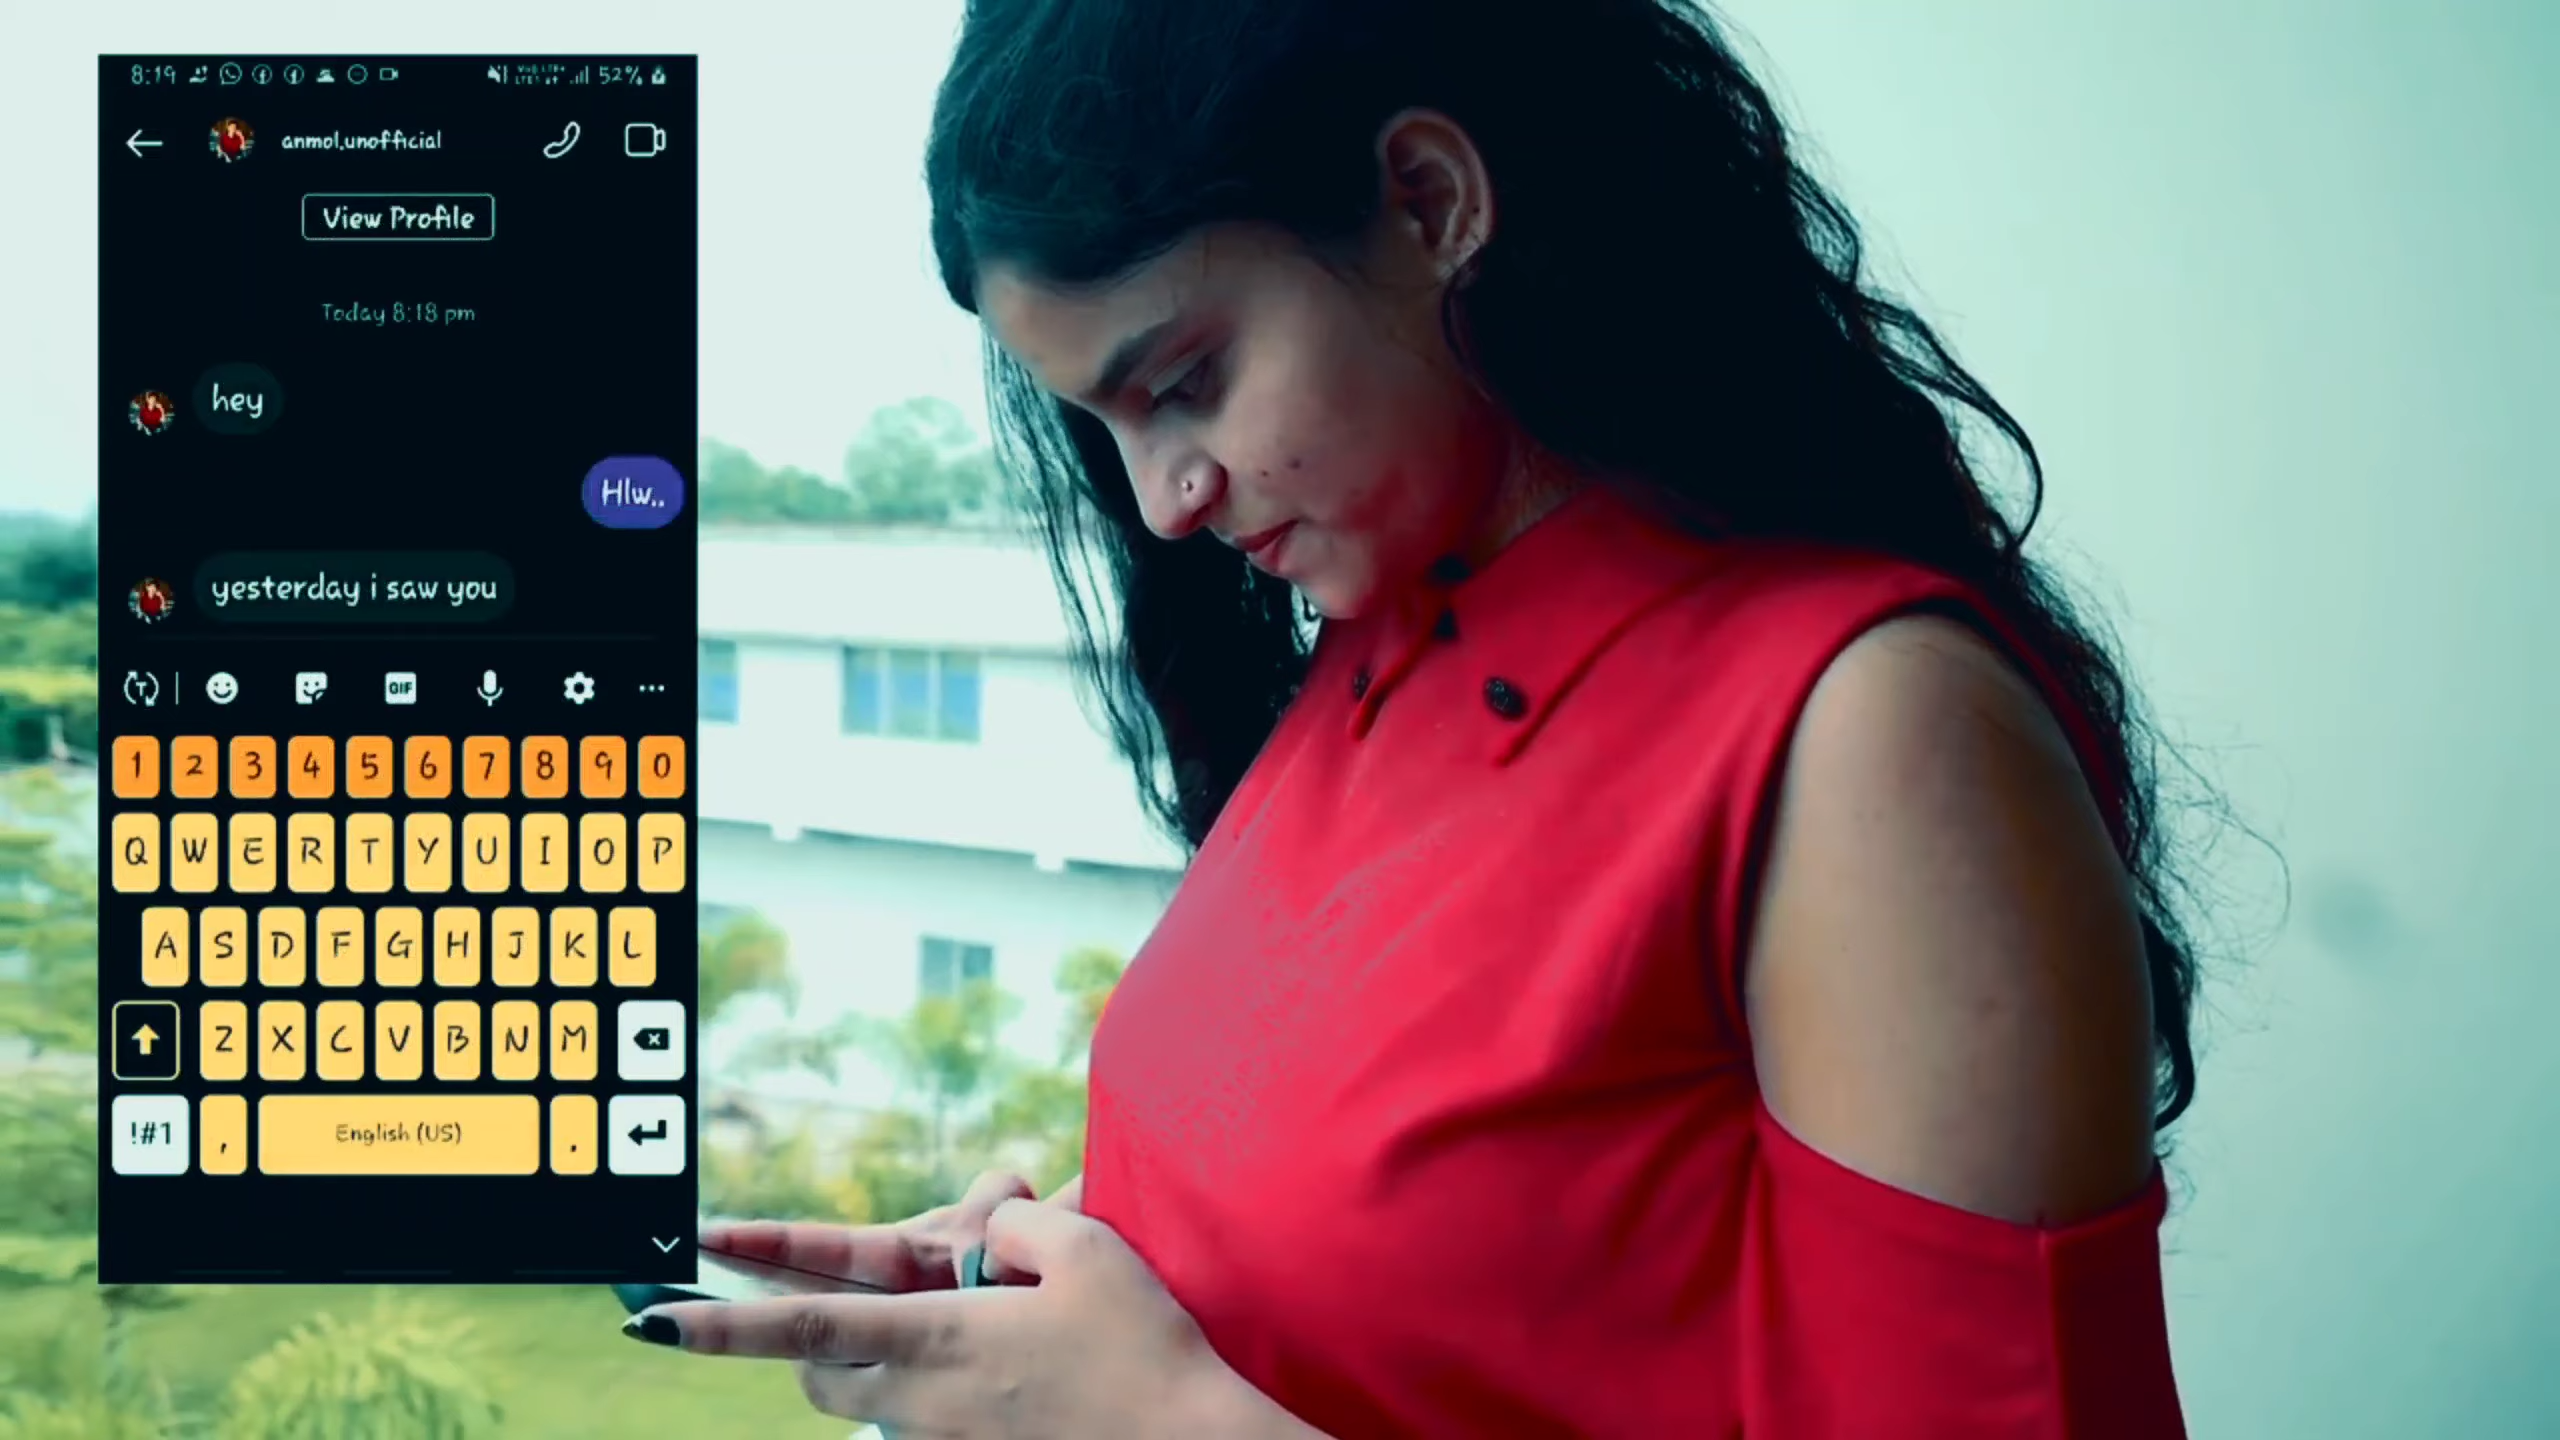 8:19 52%
anmol.unofficial
View Profile
Today 8:18 pm
hey
Hlw..
yesterday i saw you
GIF
1 2 3 4 5 6 7 8 9 0
Q W E R T Y U I O P
A S D F G H J K L
Z X C V B N M
!#1 , English (US) .